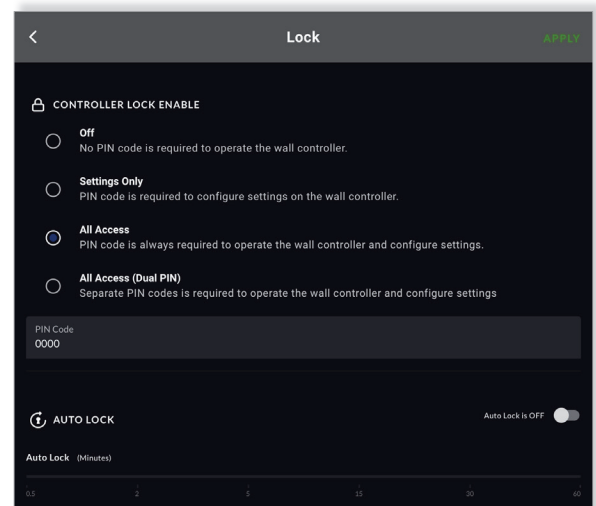 Lock
APPLY
CONTROLLER LOCK ENABLE
Off
No PIN code is required to operate the wall controller.
Settings Only
PIN code is required to configure settings on the wall controller.
All Access
PIN code is always required to operate the wall controller and configure settings.
All Access (Dual PIN)
Separate PIN codes is required to operate the wall controller and configure settings
PIN Code
0000
AUTO LOCK
Auto Lock is OFF
Auto Lock (Minutes)
0.5 2 5 15 30 60